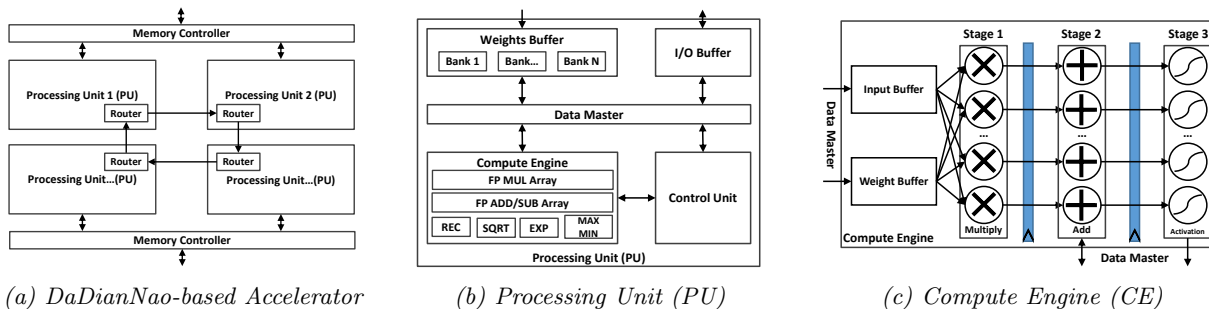 Memory Controller
Processing Unit 1 (PU)
Router
Processing Unit 2 (PU)
Router
Router
Processing Unit...(PU)
Router
Processing Unit...(PU)
Memory Controller
(a) DaDianNao-based Accelerator
Weights Buffer
Bank 1
Bank...
Bank N
I/O Buffer
Data Master
Compute Engine
FP MUL Array
FP ADD/SUB Array
REC
SQRT
EXP
MAX
MIN
Control Unit
Processing Unit (PU)
(b) Processing Unit (PU)
Stage 1
Stage 2
Stage 3
Input Buffer
Data Master
Weight Buffer
...
...
...
Multiply
Add
Activation
Compute Engine
Data Master
(c) Compute Engine (CE)